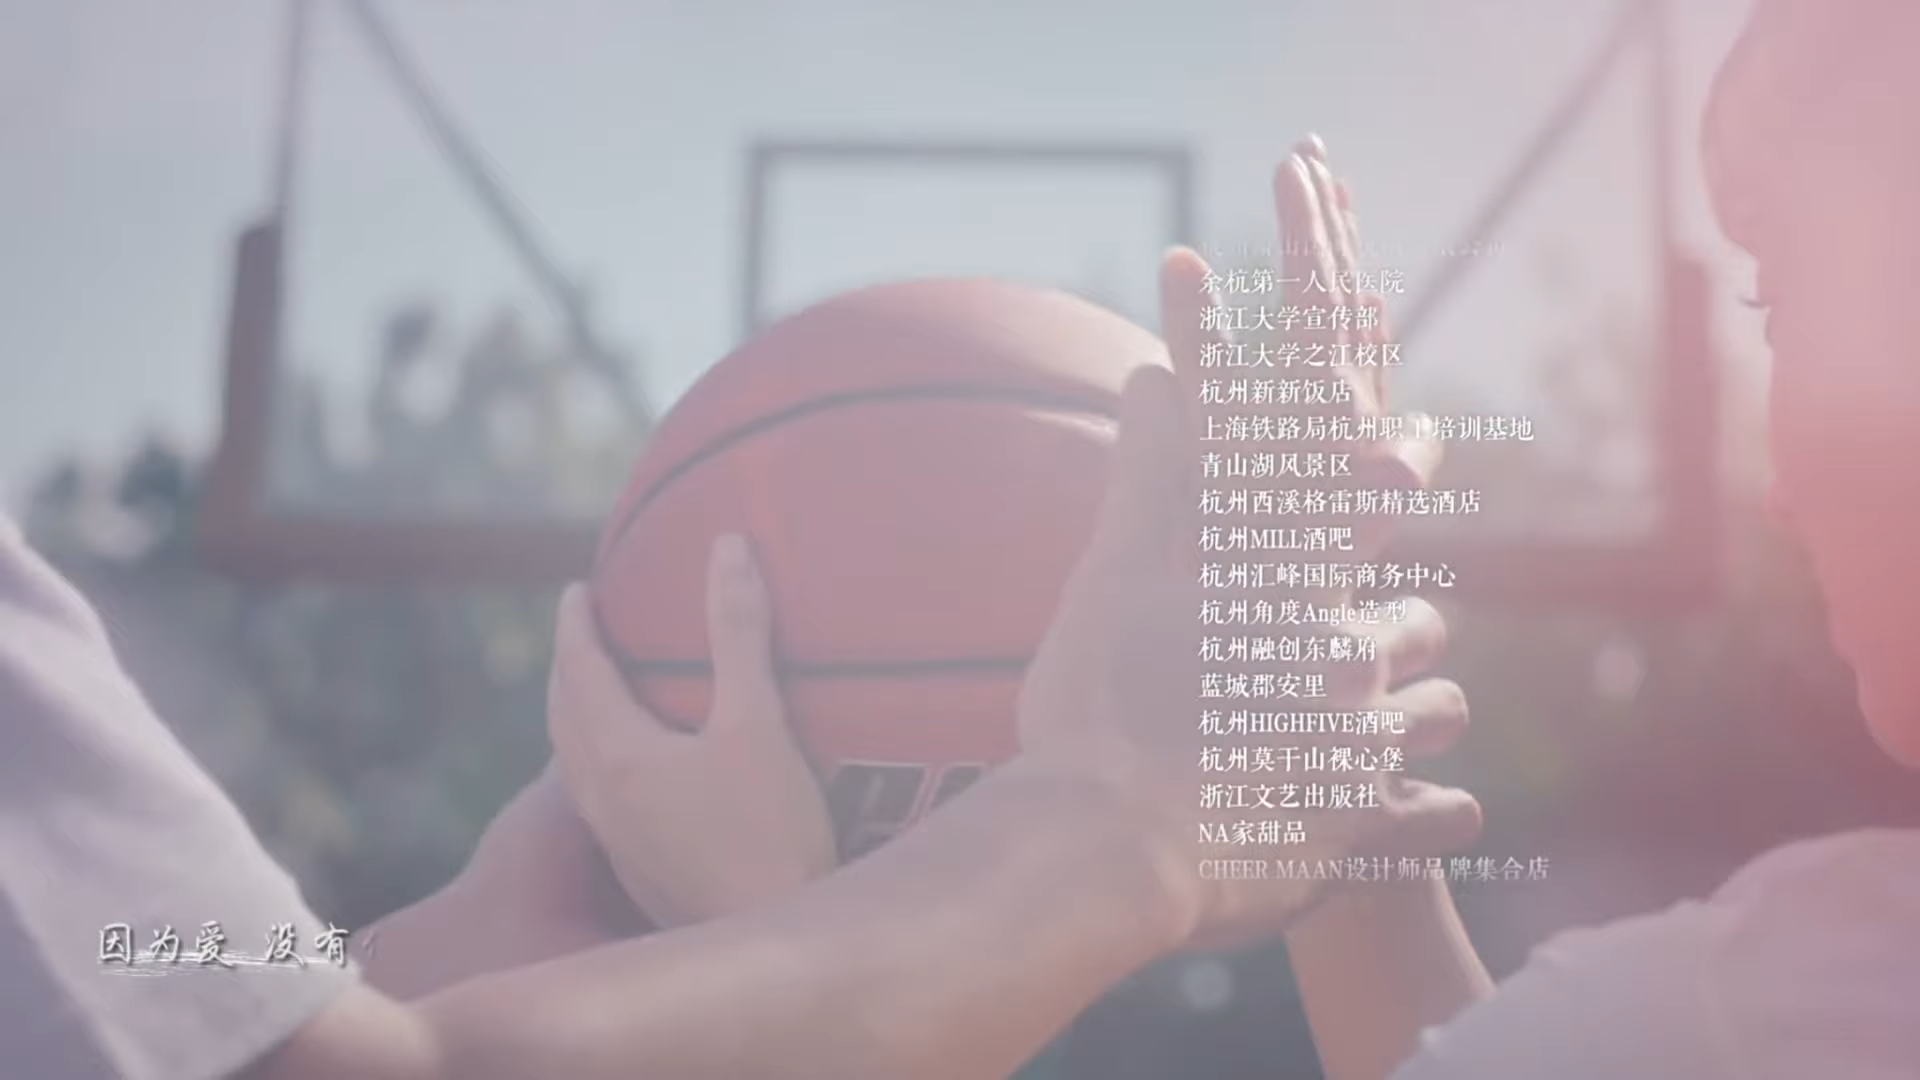 余杭第一人民医院
浙江大学宣传部
浙江大学之江校区
杭州新新饭店
上海铁路局杭州职工培训基地
青山湖风景区
杭州西溪格雷斯精选酒店
杭州MILL酒吧
杭州汇峰国际商务中心
杭州角度Angle造型
杭州融创东麟府
蓝城郡安里
杭州HIGHFIVE酒吧
杭州莫干山裸心堡
浙江文艺出版社
NA家甜品
CHEER MAAN设计师品牌集合店
因为爱 没有